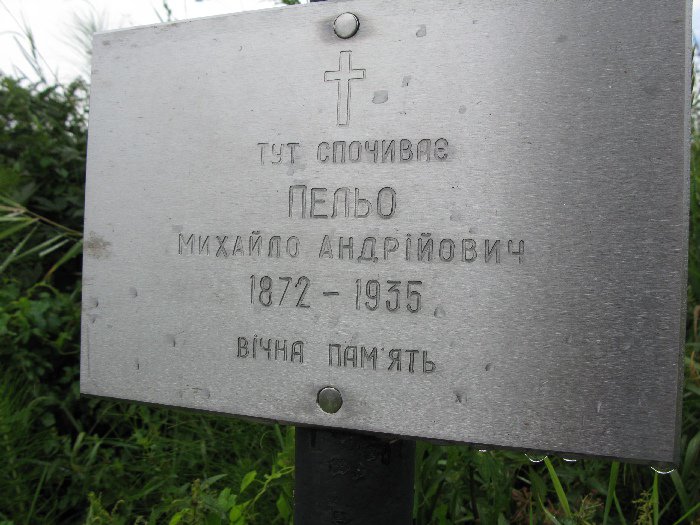 ТУТ СПОЧИВАЄ
ПЕЛЬО
МИХАЙЛО АНДРІЙОВИЧ
1872 - 1935
ВІЧНА ПАМ'ЯТЬ